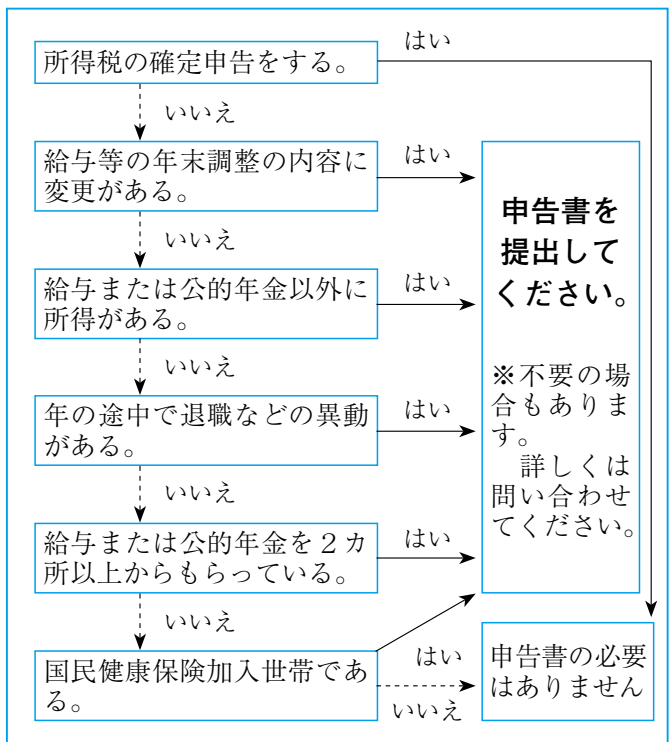 所得税の確定申告をする。
はい
いいえ
給与等の年末調整の内容に
変更がある。
はい
いいえ
給与または公的年金以外に
所得がある。
はい
いいえ
年の途中で退職などの異動
がある。
はい
いいえ
給与または公的年金を２カ
所以上からもらっている。
はい
いいえ
国民健康保険加入世帯であ
る。
はい
いいえ
申告書を
提出して
ください。
※不要の場
合もありま
す。
詳しくは
問い合わせ
てください。
申告書の必要
はありません